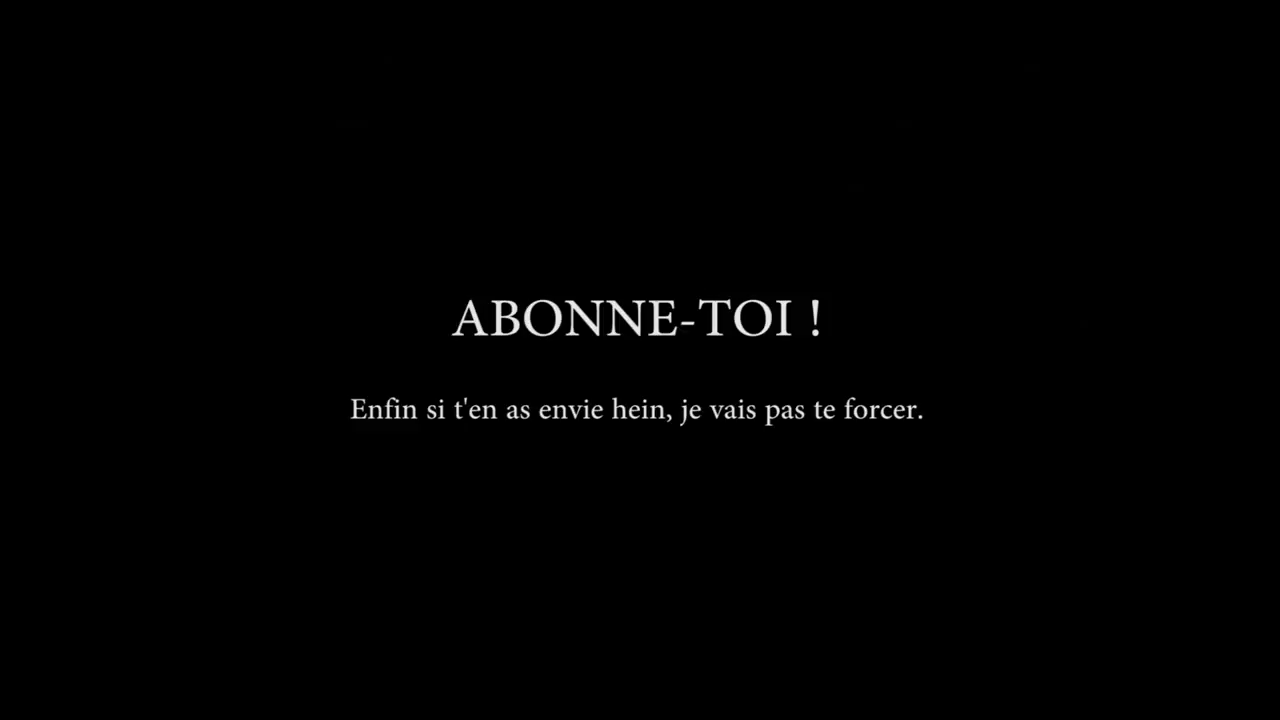 ABONNE-TOI !
Enfin si t'en as envie hein, je vais pas te forcer.